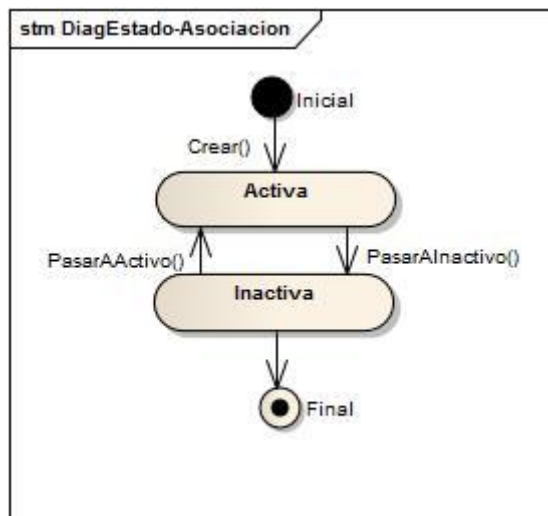 stm DiagEstado-Asociacion
Inicial
Crear()
Activa
PasarAActivo()
PasarAInactivo()
Inactiva
Final